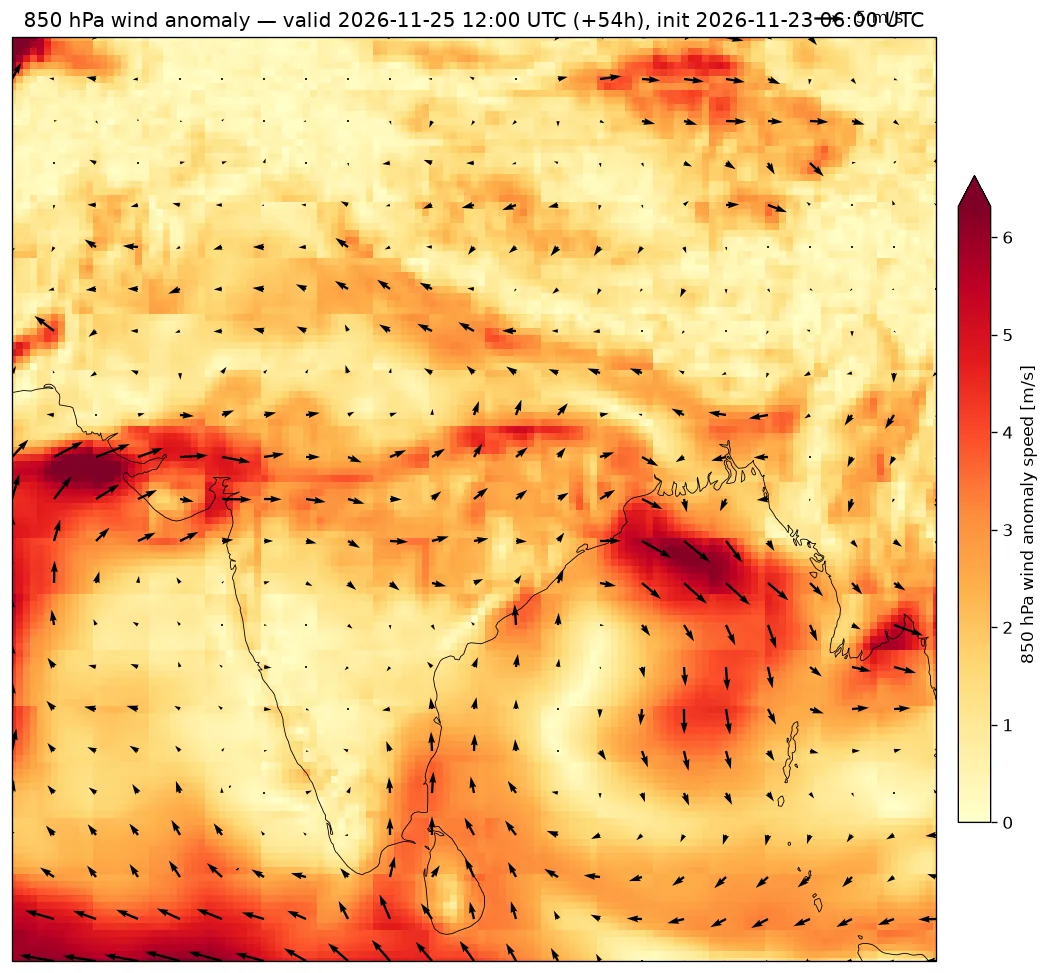 850 hPa wind anomaly — valid 2026-11-25 12:00 UTC (+54h), init 2026-11-23 06:00 UTC
5 m/s
6
5
4
3
2
1
0
850 hPa wind anomaly speed [m/s]